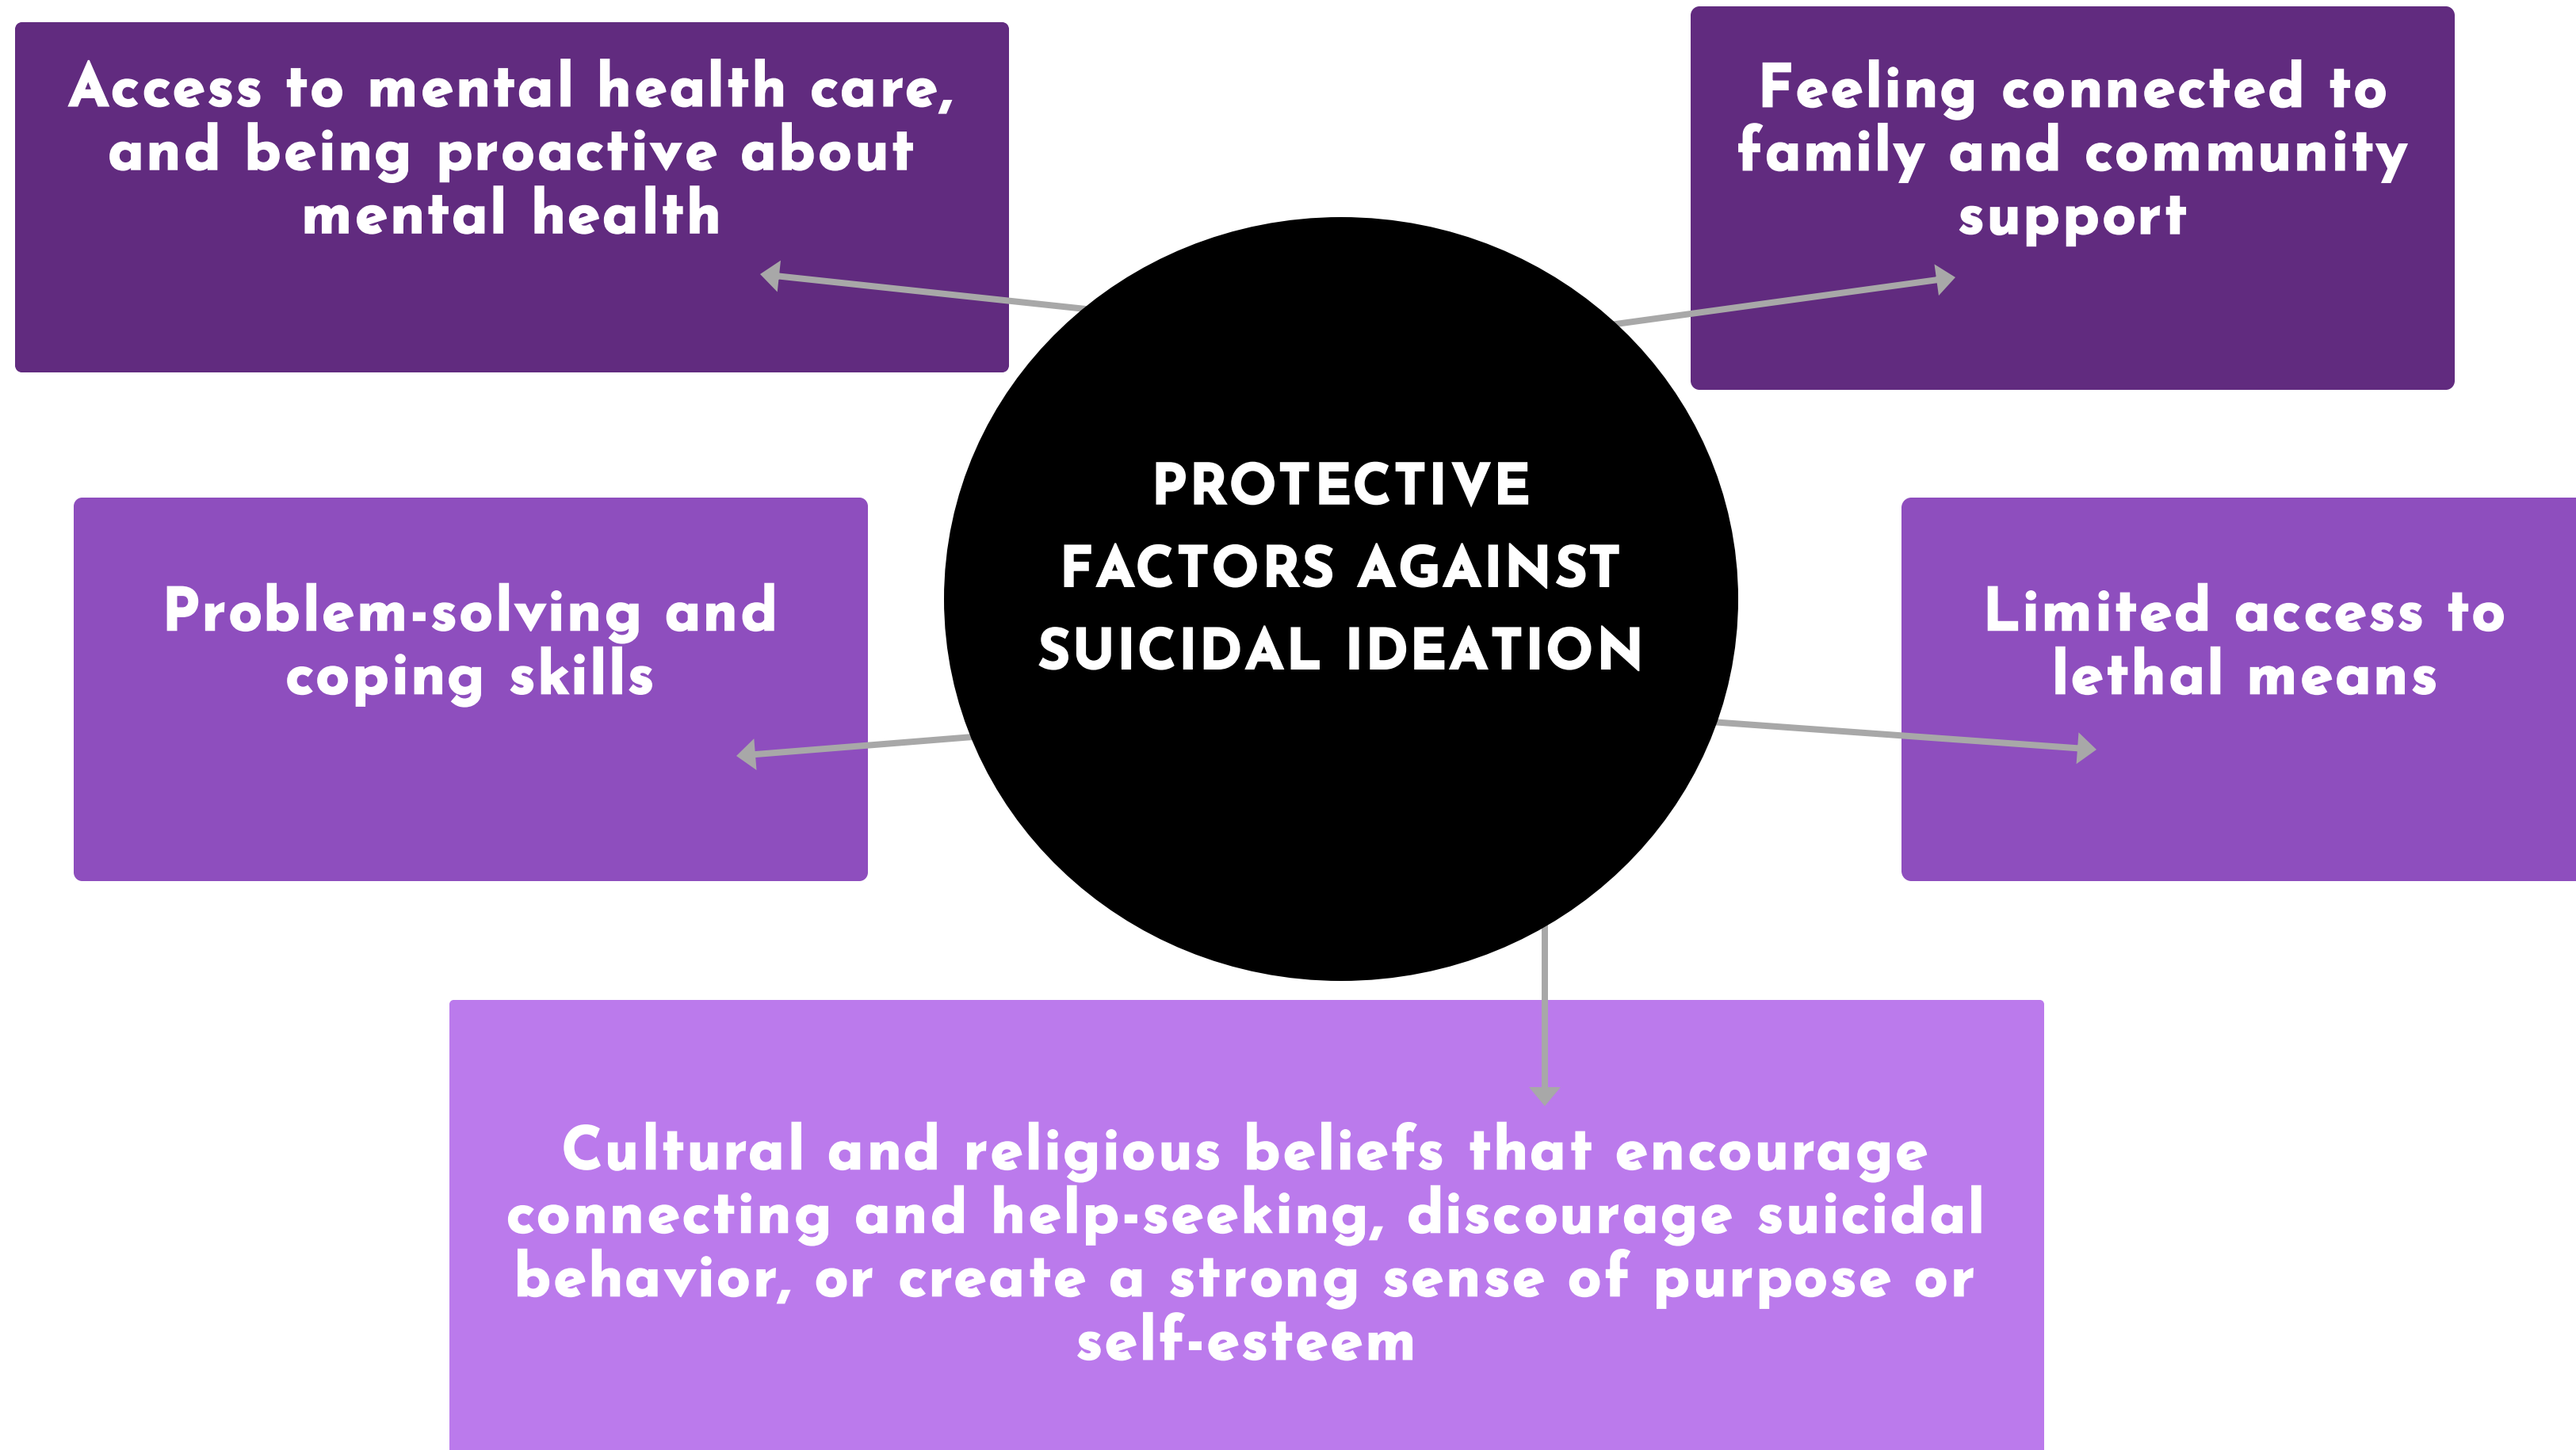 Access to mental health care,
and being proactive about
mental health
Feeling connected to
family and community
support
PROTECTIVE
FACTORS AGAINST
SUICIDAL IDEATION
Problem-solving and
coping skills
Limited access to
lethal means
Cultural and religious beliefs that encourage
connecting and help-seeking, discourage suicidal
behavior, or create a strong sense of purpose or
self-esteem